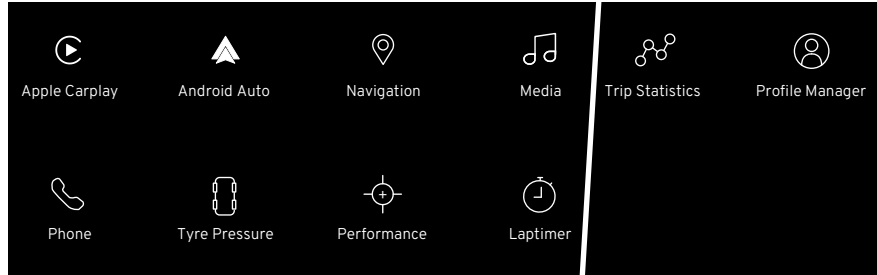 Apple Carplay
Android Auto
Navigation
Media
Trip Statistics
Profile Manager
Phone
Tyre Pressure
Performance
Laptimer